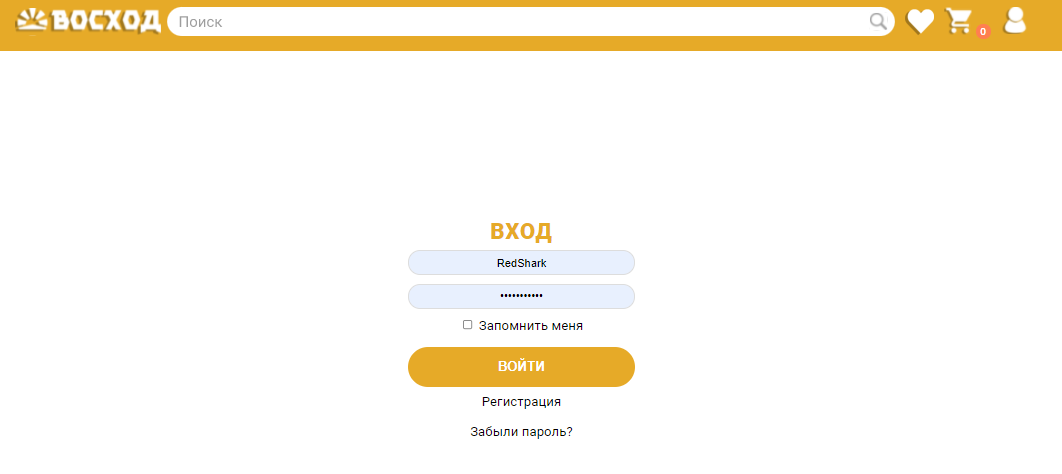 ВОСХОД
Поиск
0
ВХОД
RedShark
•••••••••••
Запомнить меня
ВОЙТИ
Регистрация
Забыли пароль?